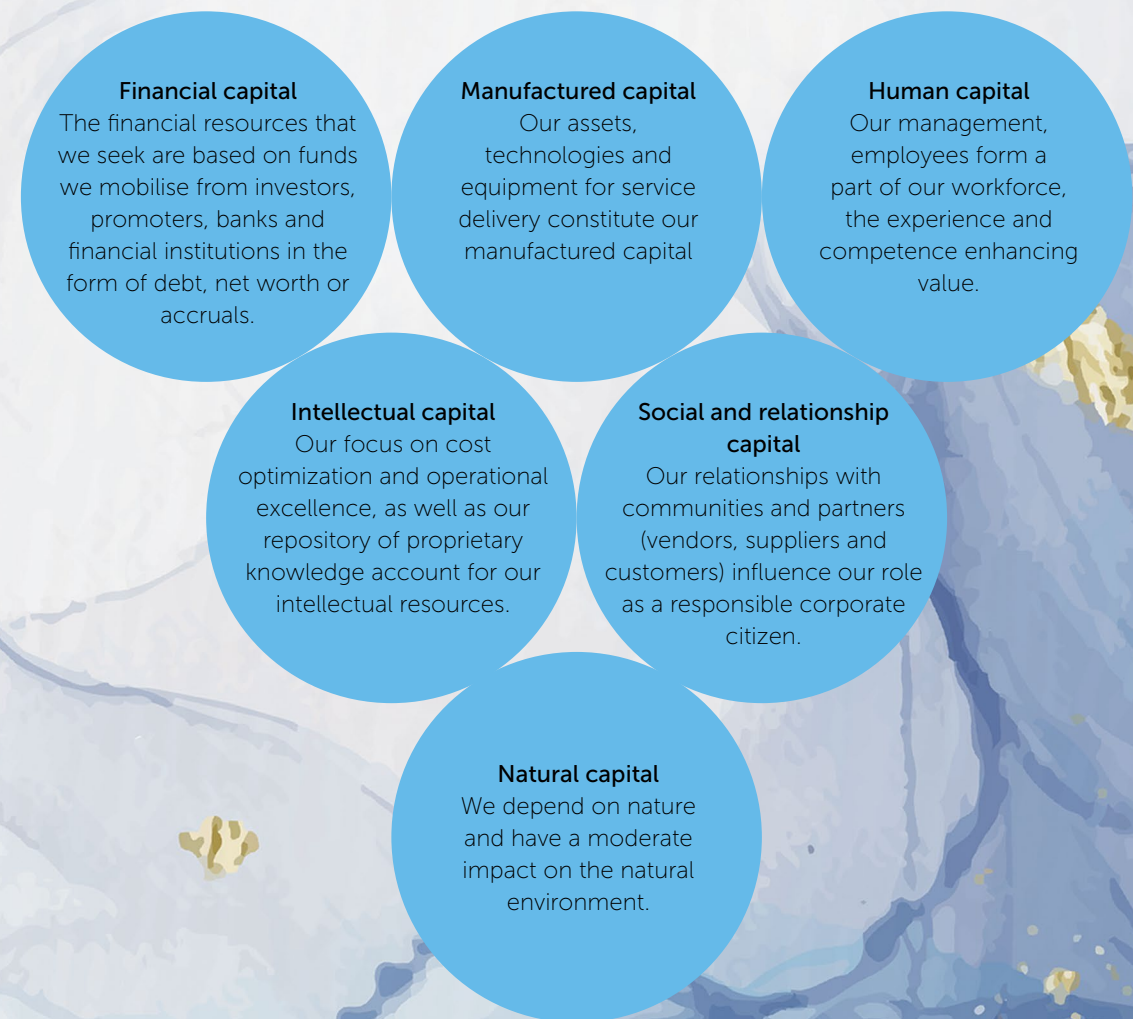 Financial capital
The financial resources that
we seek are based on funds
we mobilise from investors,
promoters, banks and
financial institutions in the
form of debt, net worth or
accruals.
Manufactured capital
Our assets,
technologies and
equipment for service
delivery constitute our
manufactured capital
Human capital
Our management,
employees form a
part of our workforce,
the experience and
competence enhancing
value.
Intellectual capital
Our focus on cost
optimization and operational
excellence, as well as our
repository of proprietary
knowledge account for our
intellectual resources.
Social and relationship
capital
Our relationships with
communities and partners
(vendors, suppliers and
customers) influence our role
as a responsible corporate
citizen.
Natural capital
We depend on nature
and have a moderate
impact on the natural
environment.